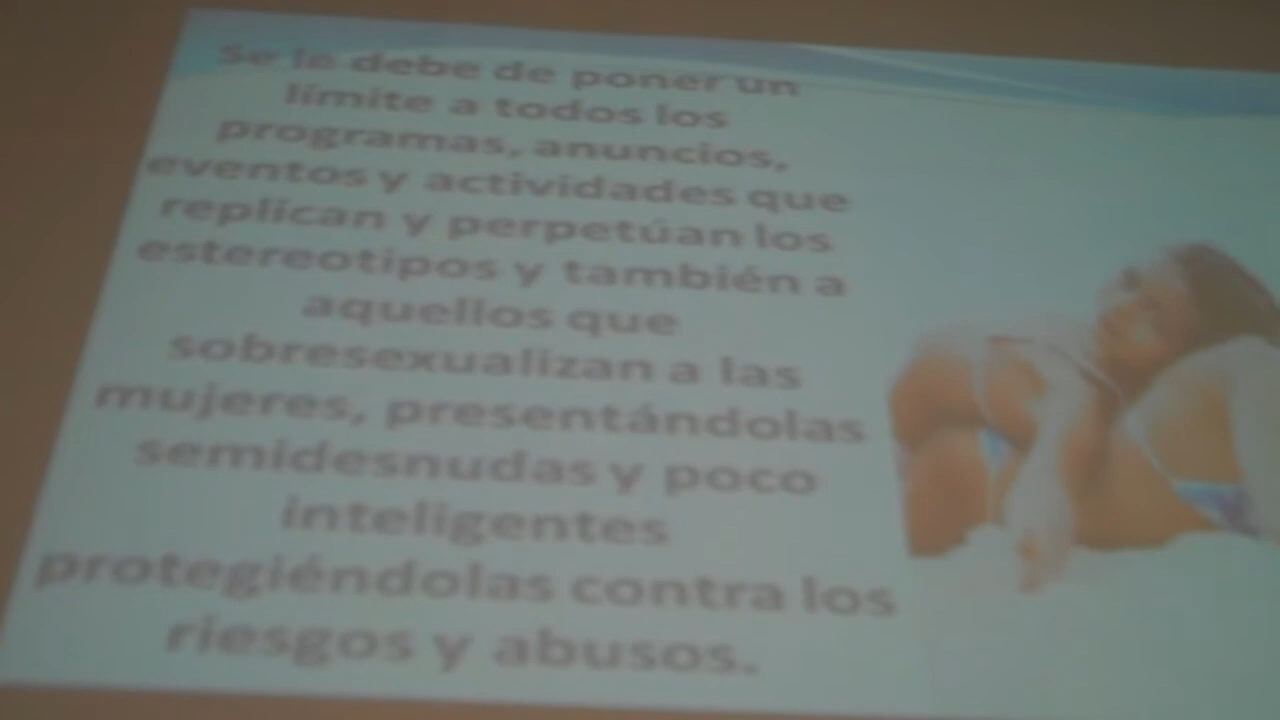 Se le debe de poner un
límite a todos los
programas, anuncios,
eventos y actividades que
replican y perpetúan los
estereotipos y también a
aquellos que
sobresexualizan a las
mujeres, presentándolas
semidesnudas y poco
inteligentes
protegiéndolas contra los
riesgos y abusos.